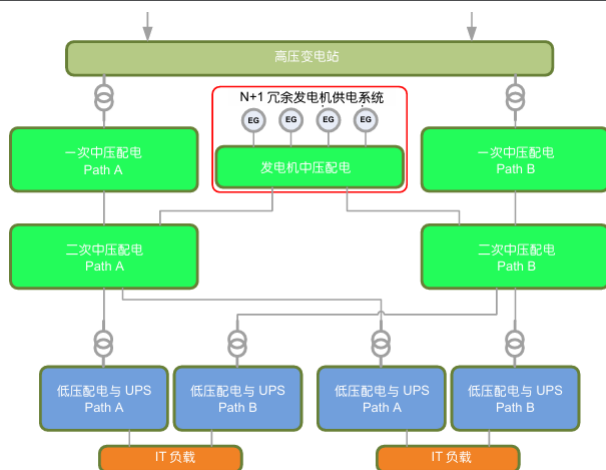 高压变电站
N+1 冗余发电机供电系统
EG EG EG EG
一次中压配电
Path A
发电机中压配电
一次中压配电
Path B
二次中压配电
Path A
二次中压配电
Path B
低压配电与 UPS
Path A
低压配电与 UPS
Path B
低压配电与 UPS
Path A
低压配电与 UPS
Path B
IT 负载
IT 负载